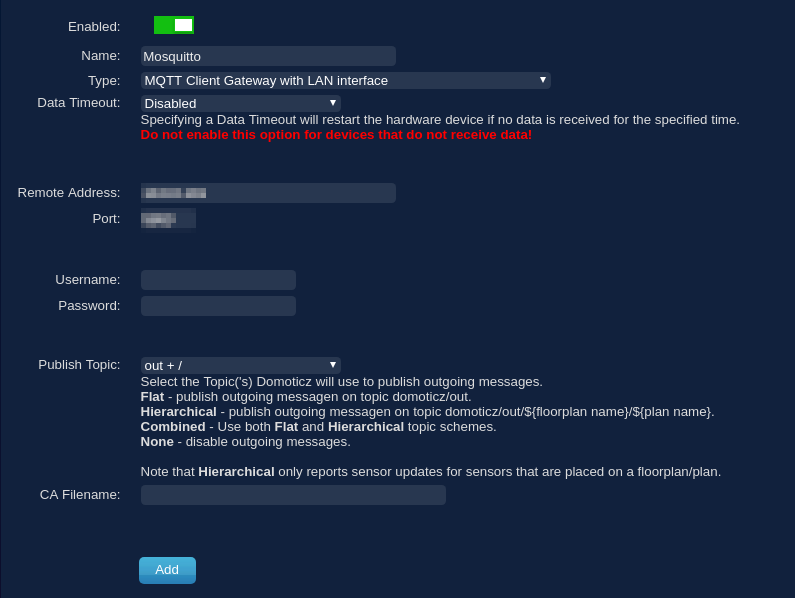 Enabled:
Name: Mosquitto
Type: MQTT Client Gateway with LAN interface
Data Timeout: Disabled
Specifying a Data Timeout will restart the hardware device if no data is received for the specified time.
Do not enable this option for devices that do not receive data!
Remote Address:
Port:
Username:
Password:
Publish Topic: out + /
Select the Topic('s) Domoticz will use to publish outgoing messages.
Flat - publish outgoing messagen on topic domoticz/out.
Hierarchical - publish outgoing messagen on topic domoticz/out/${floorplan name}/${plan name}.
Combined - Use both Flat and Hierarchical topic schemes.
None - disable outgoing messages.
Note that Hierarchical only reports sensor updates for sensors that are placed on a floorplan/plan.
CA Filename:
Add